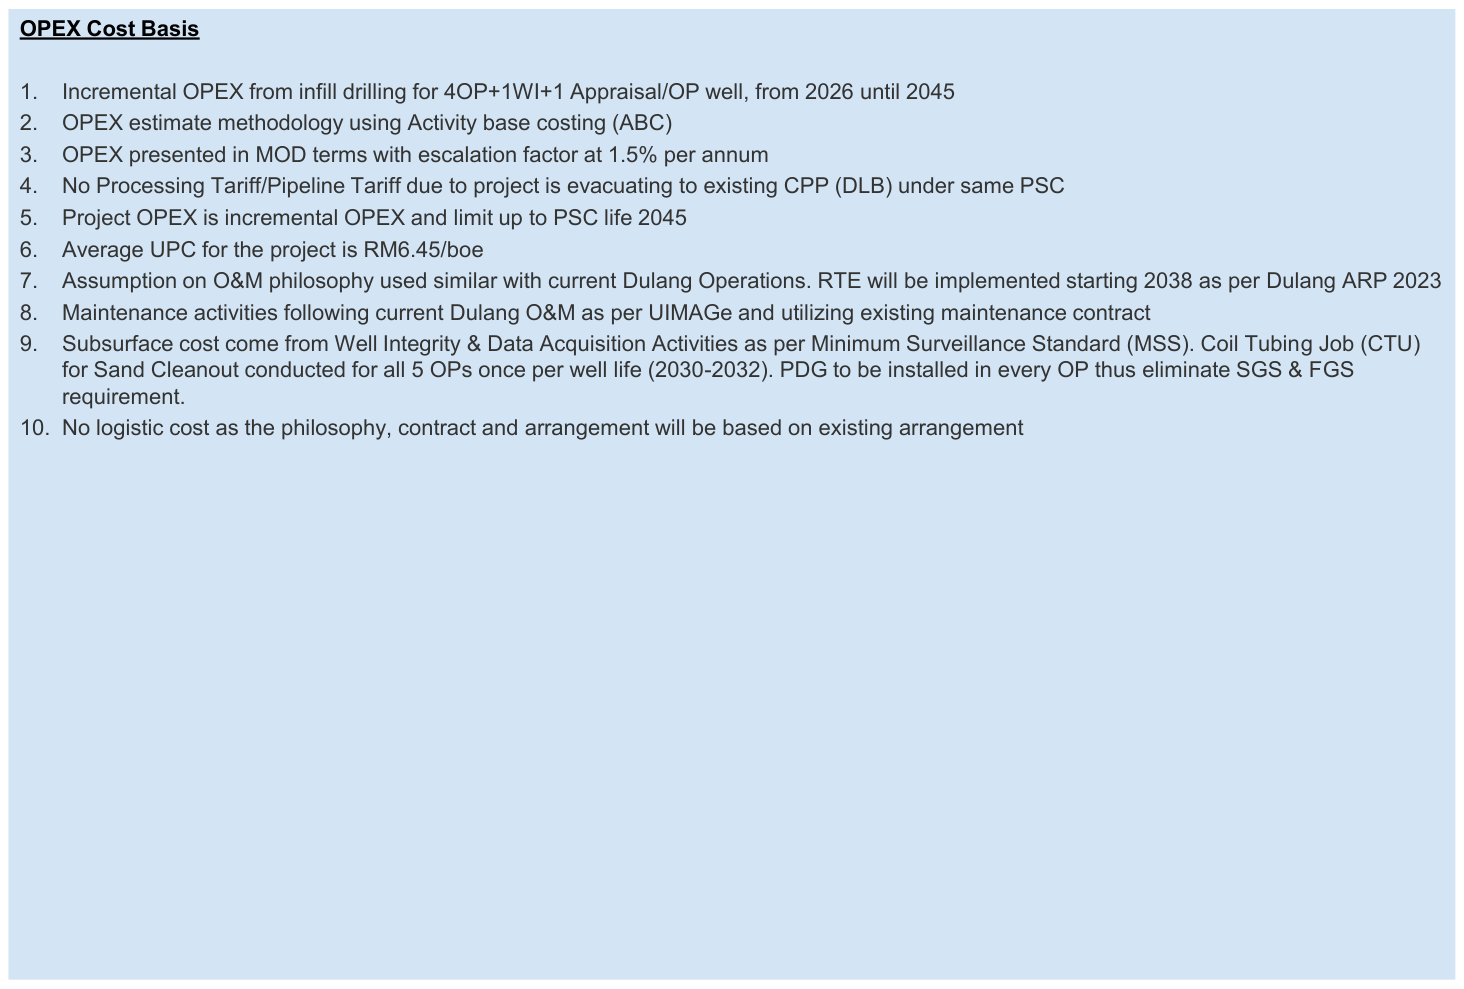 OPEX Cost Basis
1. Incremental OPEX from infill drilling for 4OP+1WI+1 Appraisal/OP well, from 2026 until 2045
2. OPEX estimate methodology using Activity base costing (ABC)
3. OPEX presented in MOD terms with escalation factor at 1.5% per annum
4. No Processing Tariff/Pipeline Tariff due to project is evacuating to existing CPP (DLB) under same PSC
5. Project OPEX is incremental OPEX and limit up to PSC life 2045
6. Average UPC for the project is RM6.45/boe
7. Assumption on O&M philosophy used similar with current Dulang Operations. RTE will be implemented starting 2038 as per Dulang ARP 2023
8. Maintenance activities following current Dulang O&M as per UIMAGe and utilizing existing maintenance contract
9. Subsurface cost come from Well Integrity & Data Acquisition Activities as per Minimum Surveillance Standard (MSS). Coil Tubing Job (CTU)
for Sand Cleanout conducted for all 5 OPs once per well life (2030-2032). PDG to be installed in every OP thus eliminate SGS & FGS
requirement.
10. No logistic cost as the philosophy, contract and arrangement will be based on existing arrangement